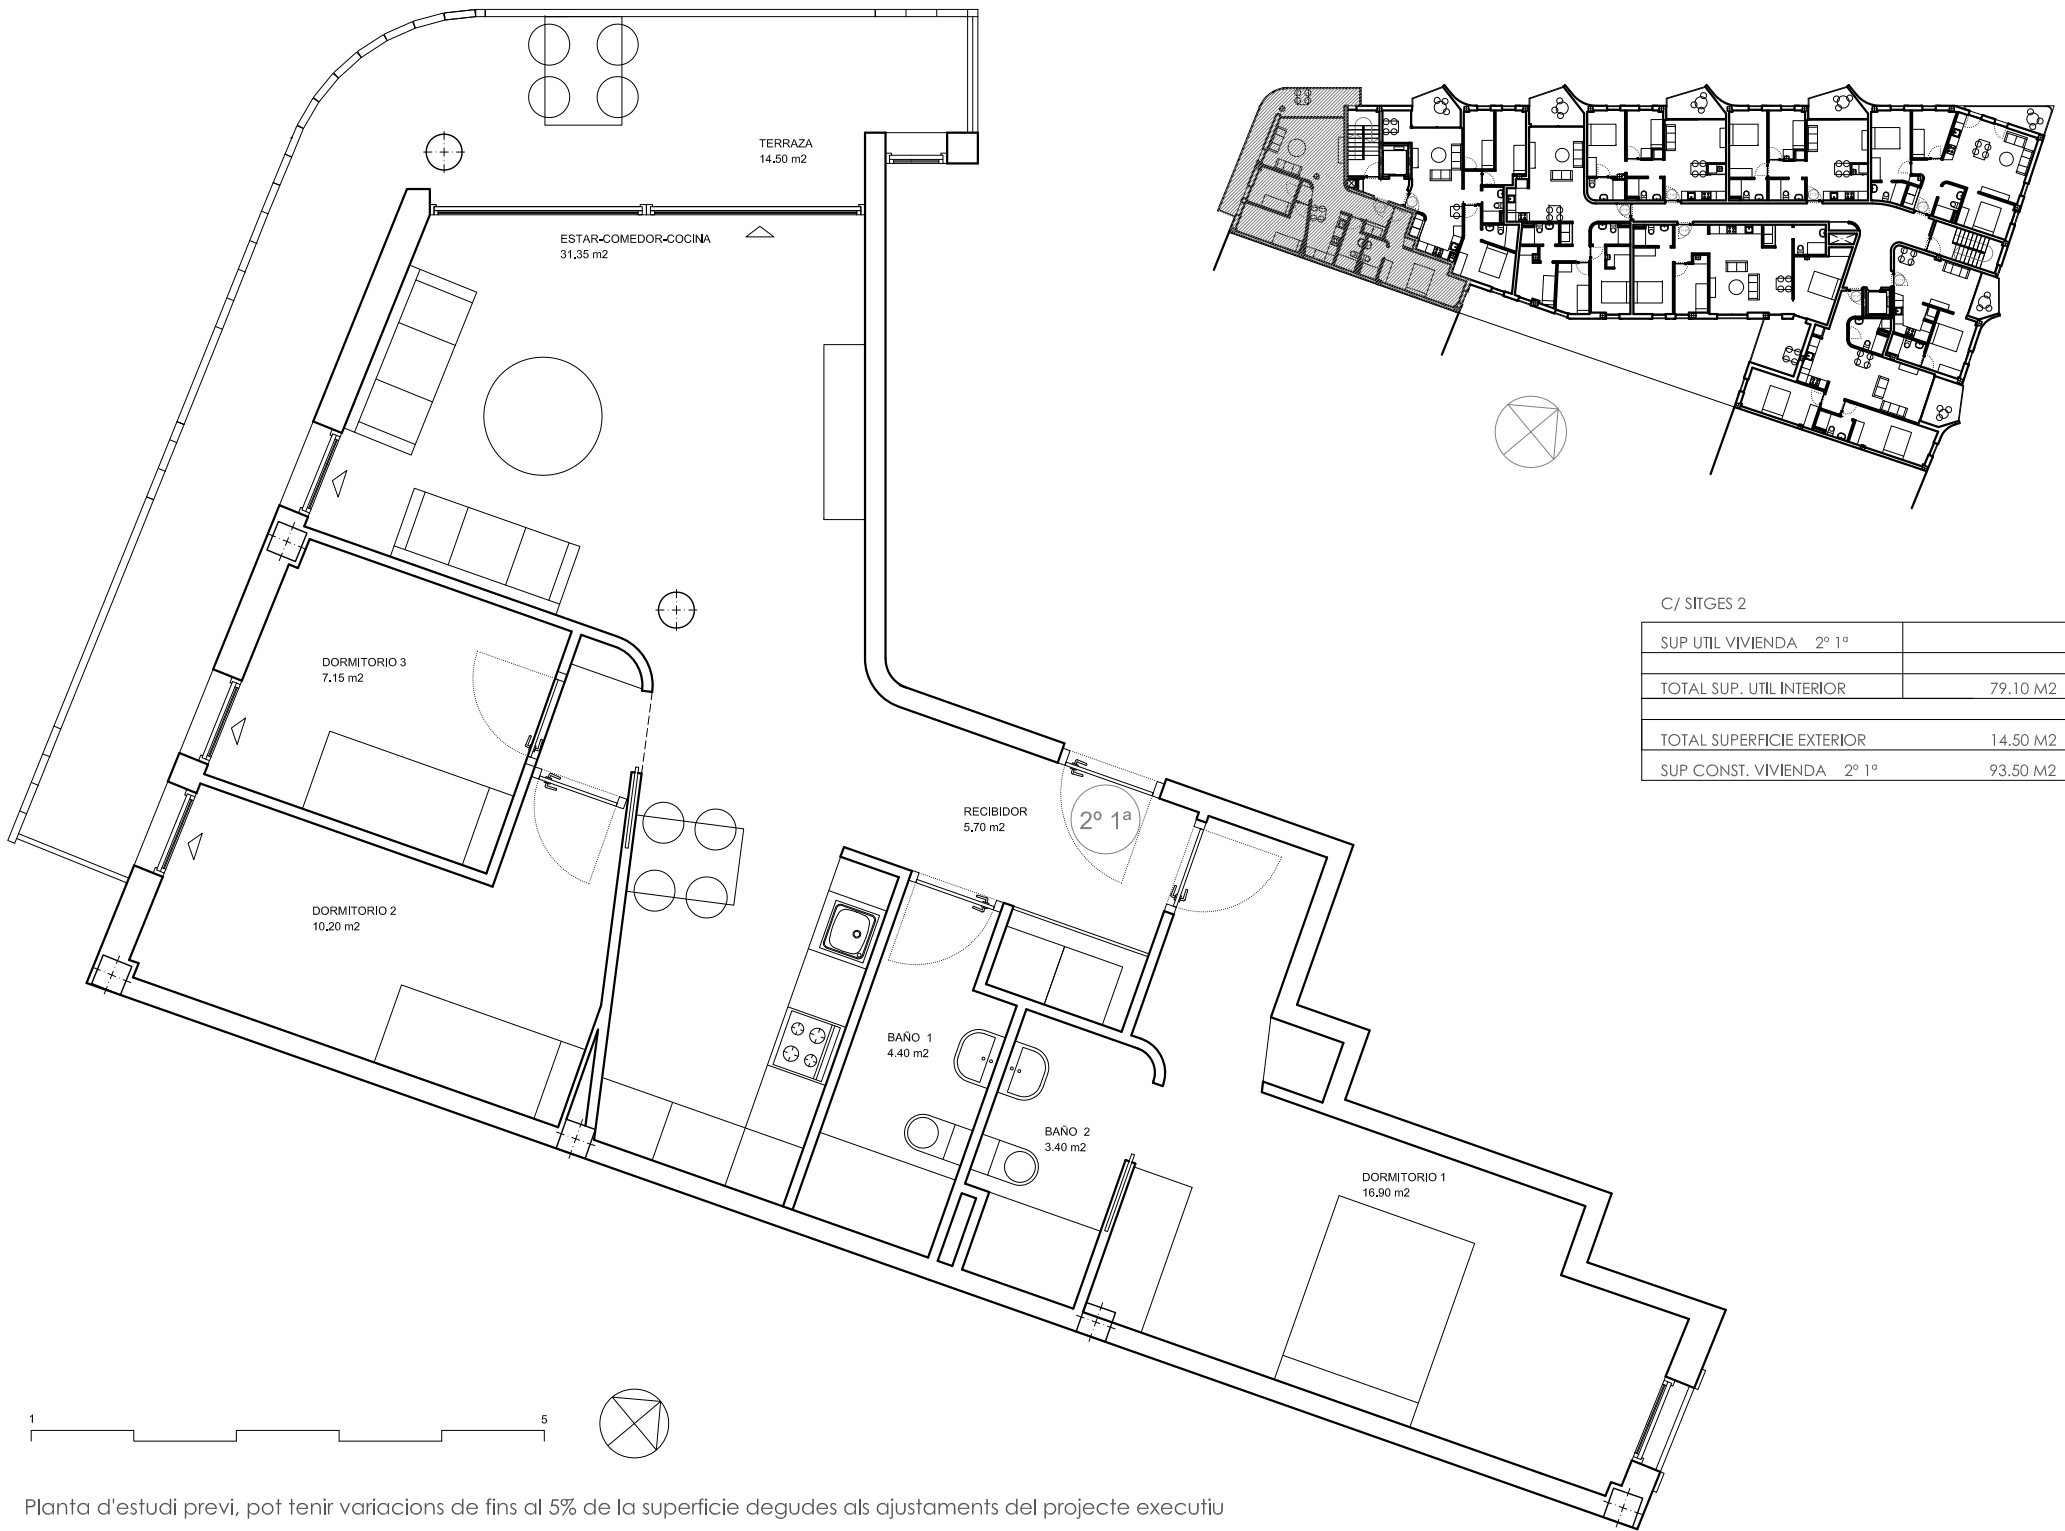 TERRAZA
14.50 m2
ESTAR-COMEDOR-COCINA
31.35 m2
C/ SITGES 2
SUP UTIL VIVIENDA 2º 1ª
TOTAL SUP. UTIL INTERIOR 79.10 M2
TOTAL SUPERFICIE EXTERIOR 14.50 M2
SUP CONST. VIVIENDA 2º 1ª 93.50 M2
DORMITORIO 3
7.15 m2
RECIBIDOR
5.70 m2
2º 1ª
DORMITORIO 2
10.20 m2
BAÑO 1
4.40 m2
BAÑO 2
3.40 m2
DORMITORIO 1
16.90 m2
1 5
Planta d'estudi previ, pot tenir variacions de fins al 5% de la superficie degudes als ajustaments del projecte executiu